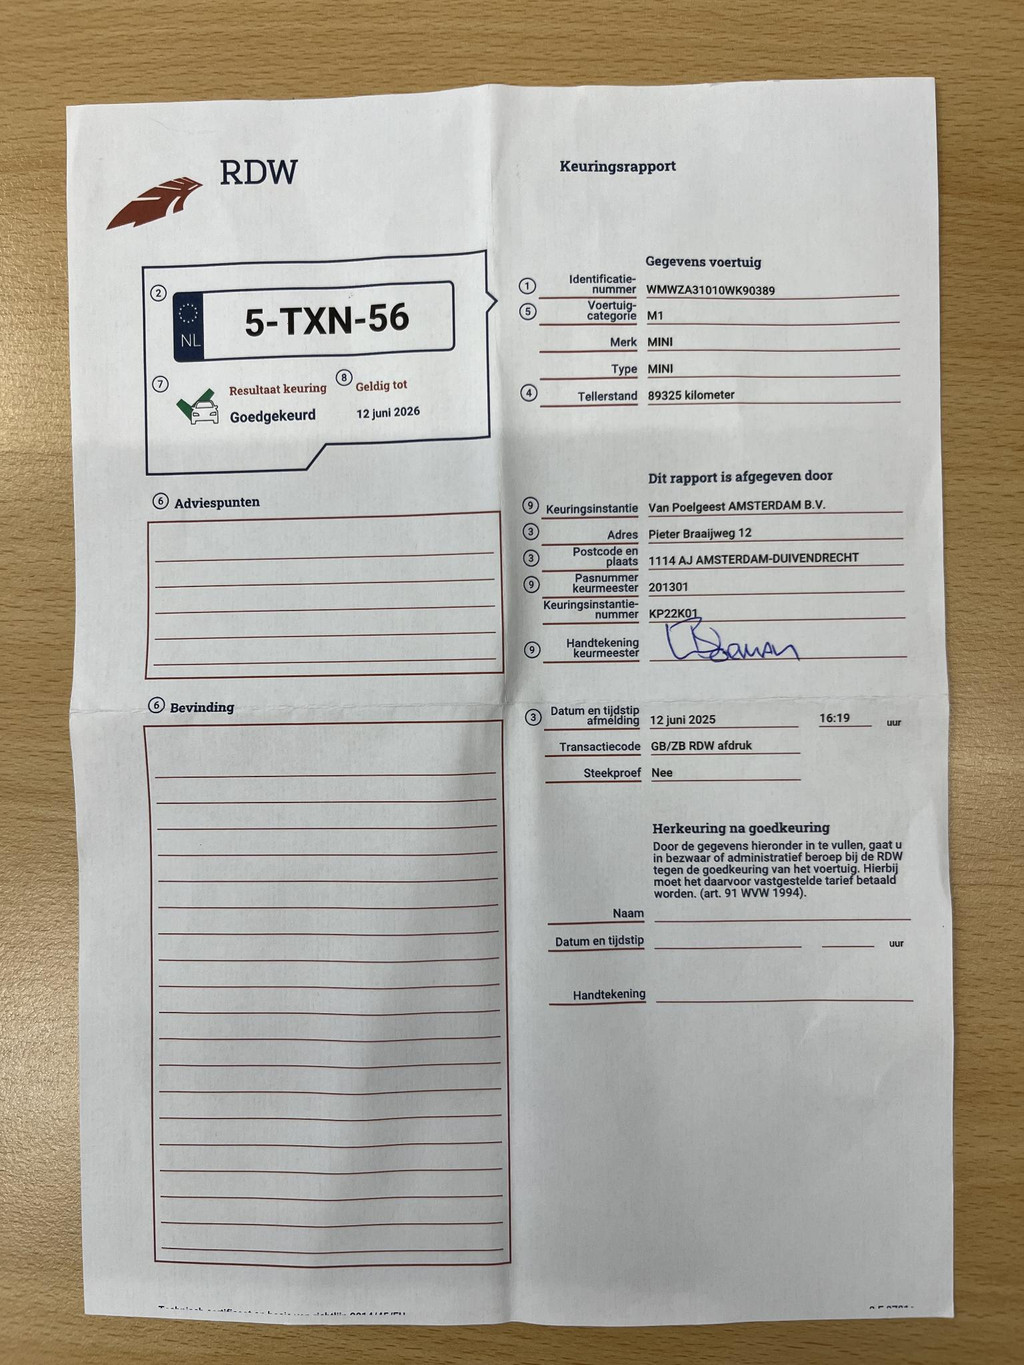 RDW
Keuringsrapport
2
NL
5-TXN-56
7
Resultaat keuring
Goedgekeurd
8
Geldig tot
12 juni 2026
6 Adviespunten
6 Bevinding
Gegevens voertuig
1 Identificatie-
nummer WMWZA31010WK90389
5 Voertuig-
categorie M1
Merk MINI
Type MINI
4 Tellerstand 89325 kilometer
Dit rapport is afgegeven door
9 Keuringsinstantie Van Poelgeest AMSTERDAM B.V.
3 Adres Pieter Braaijweg 12
3 Postcode en
plaats 1114 AJ AMSTERDAM-DUIVENDRECHT
9 Pasnummer
keurmeester 201301
Keuringsinstantie-
nummer KP22K01
9 Handtekening
keurmeester
3 Datum en tijdstip
afmelding 12 juni 2025 16:19 uur
Transactiecode GB/ZB RDW afdruk
Steekproef Nee
Herkeuring na goedkeuring
Door de gegevens hieronder in te vullen, gaat u
in bezwaar of administratief beroep bij de RDW
tegen de goedkeuring van het voertuig. Hierbij
moet het daarvoor vastgestelde tarief betaald
worden. (art. 91 WVW 1994).
Naam
Datum en tijdstip uur
Handtekening